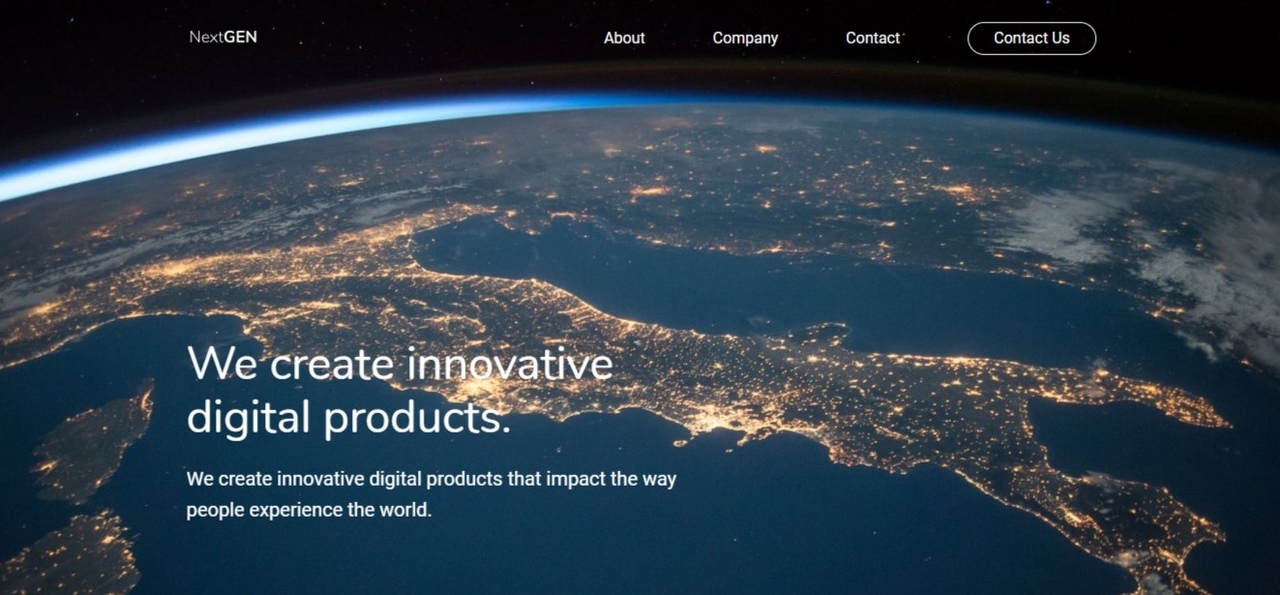 NextGEN About Company Contact Contact Us
We create innovative
digital products.
We create innovative digital products that impact the way
people experience the world.